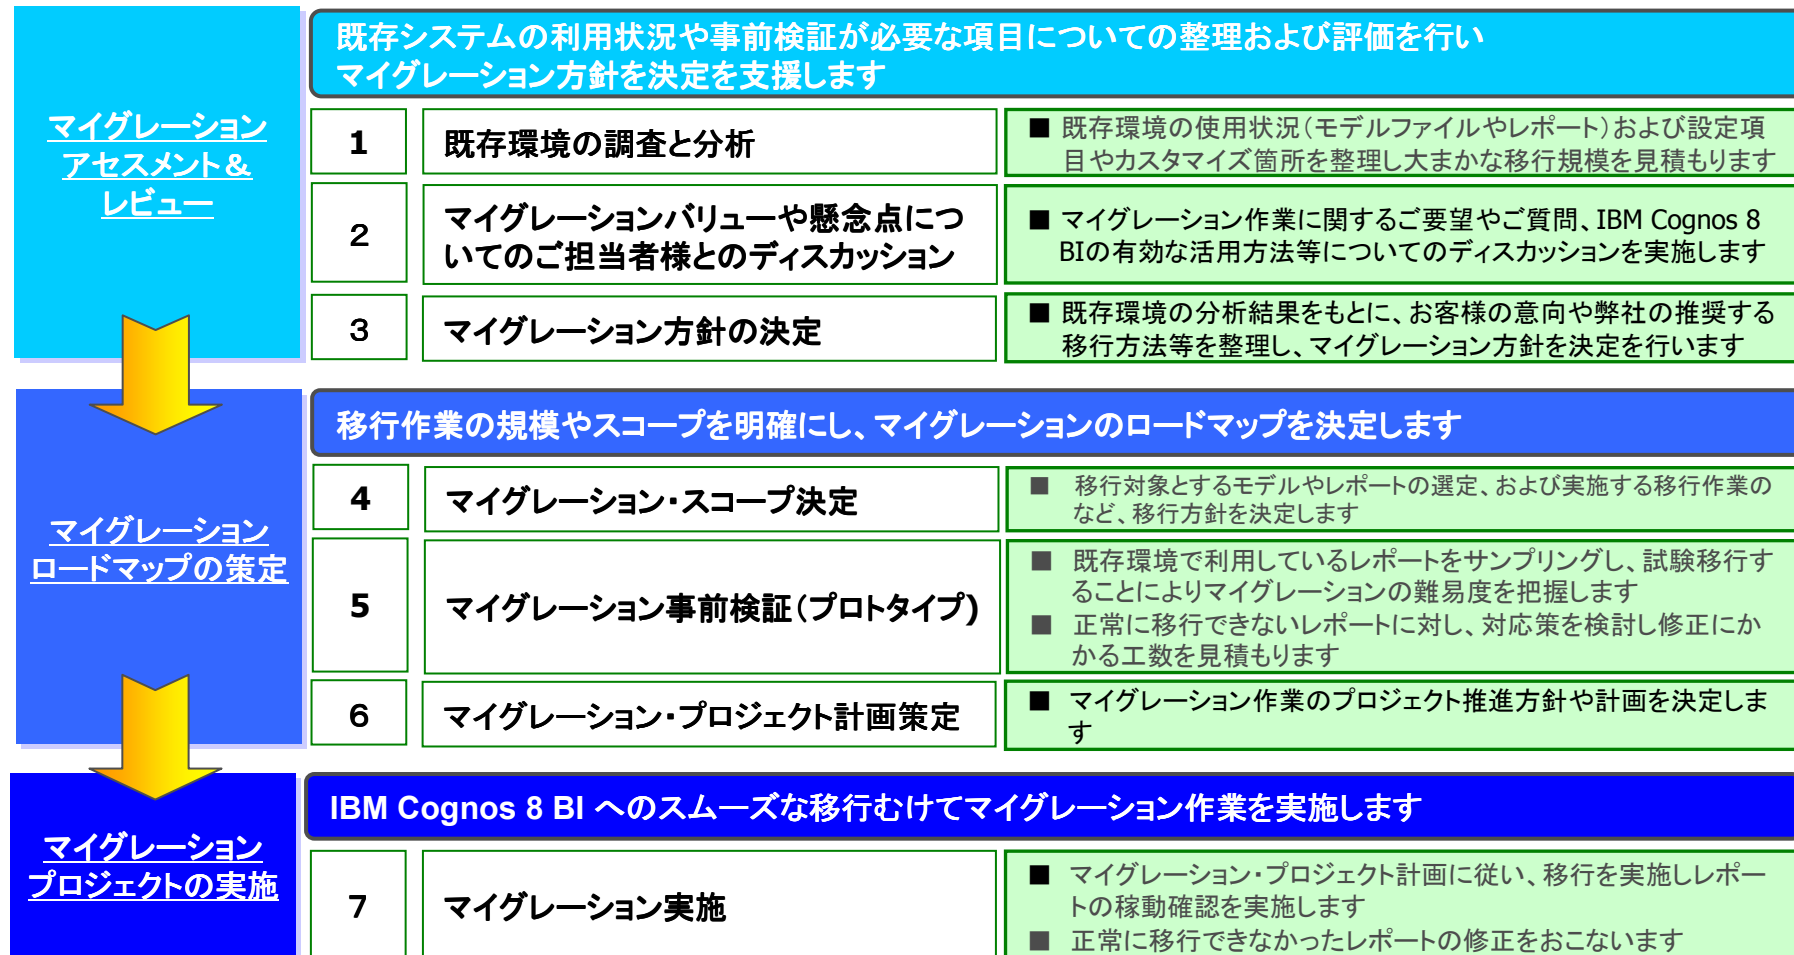 既存システムの利用状況や事前検証が必要な項目についての整理および評価を行い
マイグレーション方針を決定を支援します
マイグレーション
アセスメント＆
レビュー
1
既存環境の調査と分析
■ 既存環境の使用状況（モデルファイルやレポート）および設定項
目やカスタマイズ箇所を整理し大まかな移行規模を見積もります
２
マイグレーションバリューや懸念点につ
いてのご担当者様とのディスカッション
■ マイグレーション作業に関するご要望やご質問、IBM Cognos 8
BIの有効な活用方法等についてのディスカッションを実施します
３
マイグレーション方針の決定
■ 既存環境の分析結果をもとに、お客様の意向や弊社の推奨する
移行方法等を整理し、マイグレーション方針を決定を行います
移行作業の規模やスコープを明確にし、マイグレーションのロードマップを決定します
マイグレーション
ロードマップの策定
4
マイグレーション・スコープ決定
■ 移行対象とするモデルやレポートの選定、および実施する移行作業の
など、移行方針を決定します
5
マイグレーション事前検証（プロトタイプ)
■ 既存環境で利用しているレポートをサンプリングし、試験移行す
ることによりマイグレーションの難易度を把握します
■ 正常に移行できないレポートに対し、対応策を検討し修正にか
かる工数を見積もります
６
マイグレーション・プロジェクト計画策定
■ マイグレーション作業のプロジェクト推進方針や計画を決定しま
す
IBM Cognos 8 BI へのスムーズな移行むけてマイグレーション作業を実施します
マイグレーション
プロジェクトの実施
７
マイグレーション実施
■ マイグレーション・プロジェクト計画に従い、移行を実施しレポー
トの稼動確認を実施します
■ 正常に移行できなかったレポートの修正をおこないます